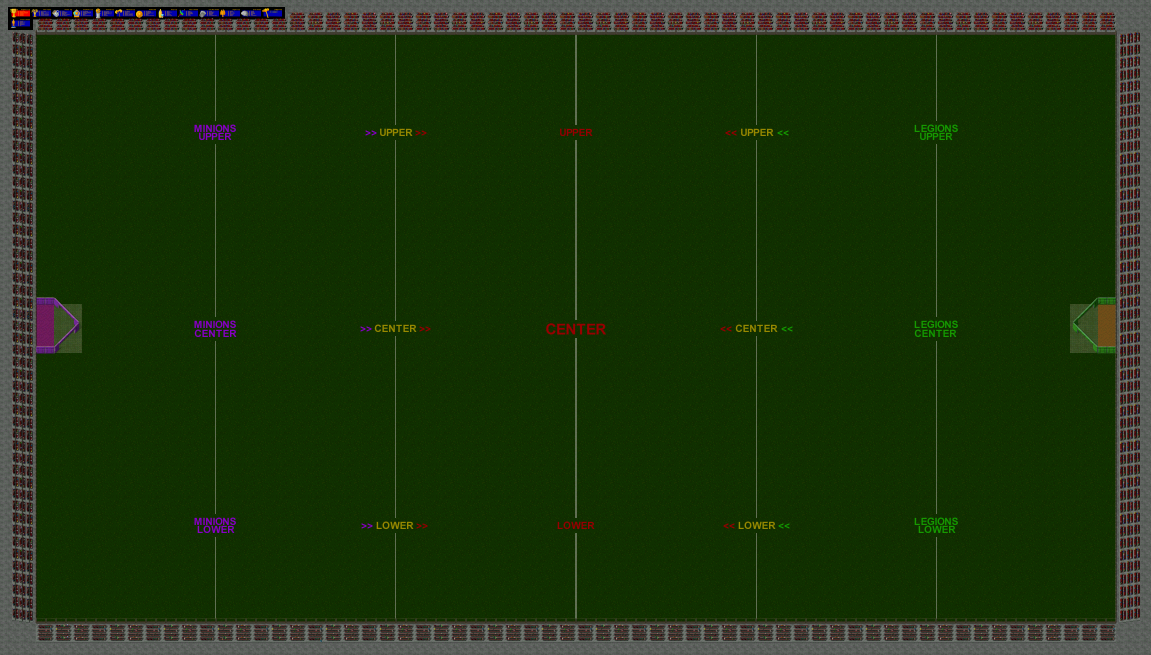 MINIONS
UPPER
>> UPPER >>
UPPER
<< UPPER <<
LEGIONS
UPPER
MINIONS
CENTER
>> CENTER >>
CENTER
<< CENTER <<
LEGIONS
CENTER
MINIONS
LOWER
>> LOWER >>
LOWER
<< LOWER <<
LEGIONS
LOWER